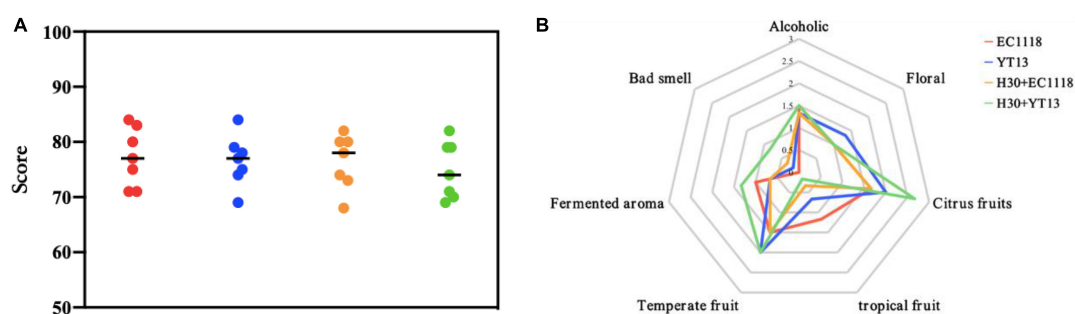 A
100
90
80
70
60
50
Score
B
Alcoholic
Floral
Citrus fruits
tropical fruit
Temperate fruit
Fermented aroma
Bad smell
3
2.5
2
1.5
1
0.5
0
EC1118
YT13
H30+EC1118
H30+YT13